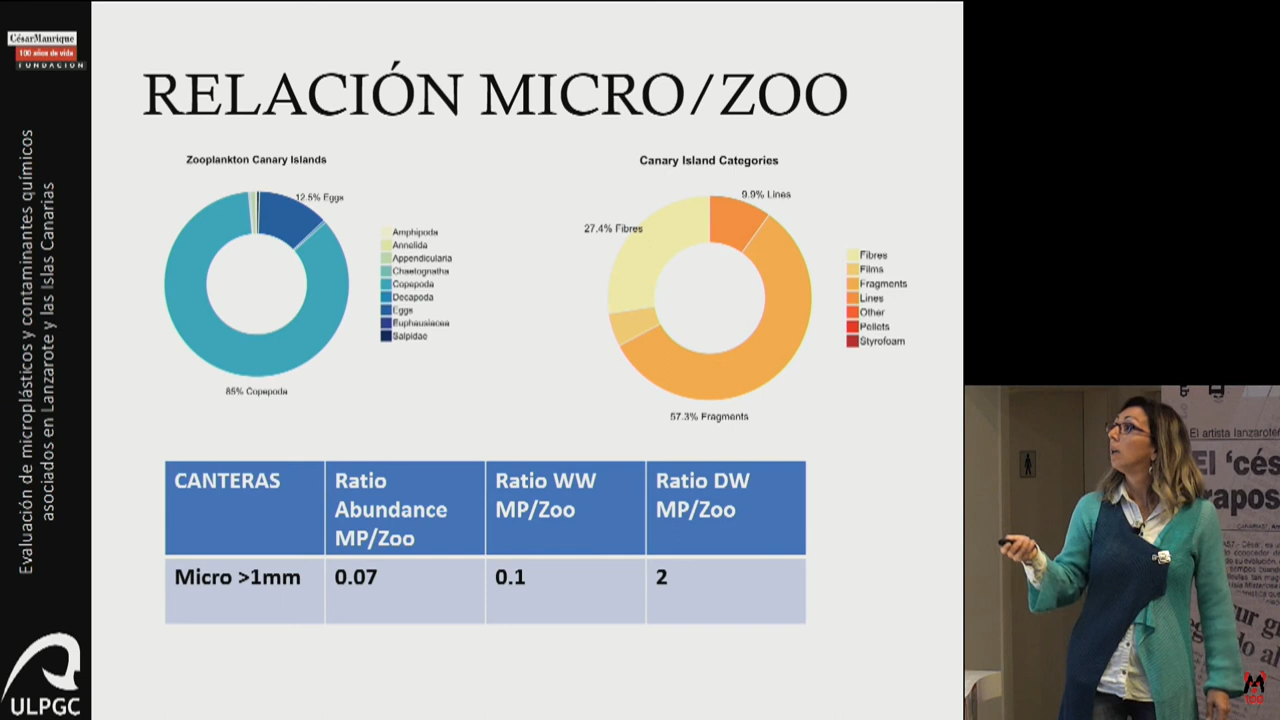 CésarManrique
100 años de vida
FUNDACIÓN
Evaluación de microplásticos y contaminantes químicos
asociados en Lanzarote y las Islas Canarias
ULPGC
RELACIÓN MICRO/ZOO
Zooplankton Canary Islands
12.5% Eggs
85% Copepoda
Amphipoda
Annelida
Appendicularia
Chaetognatha
Copepoda
Decapoda
Eggs
Euphausiacea
Salpidae
Canary Island Categories
9.9% Lines
27.4% Fibres
57.3% Fragments
Fibres
Films
Fragments
Lines
Other
Pellets
Styrofoam
CANTERAS
Ratio
Abundance
MP/Zoo
Ratio WW
MP/Zoo
Ratio DW
MP/Zoo
Micro >1mm
0.07
0.1
2
El artista lanzaroteñ
El 'cés
rapos
M
100